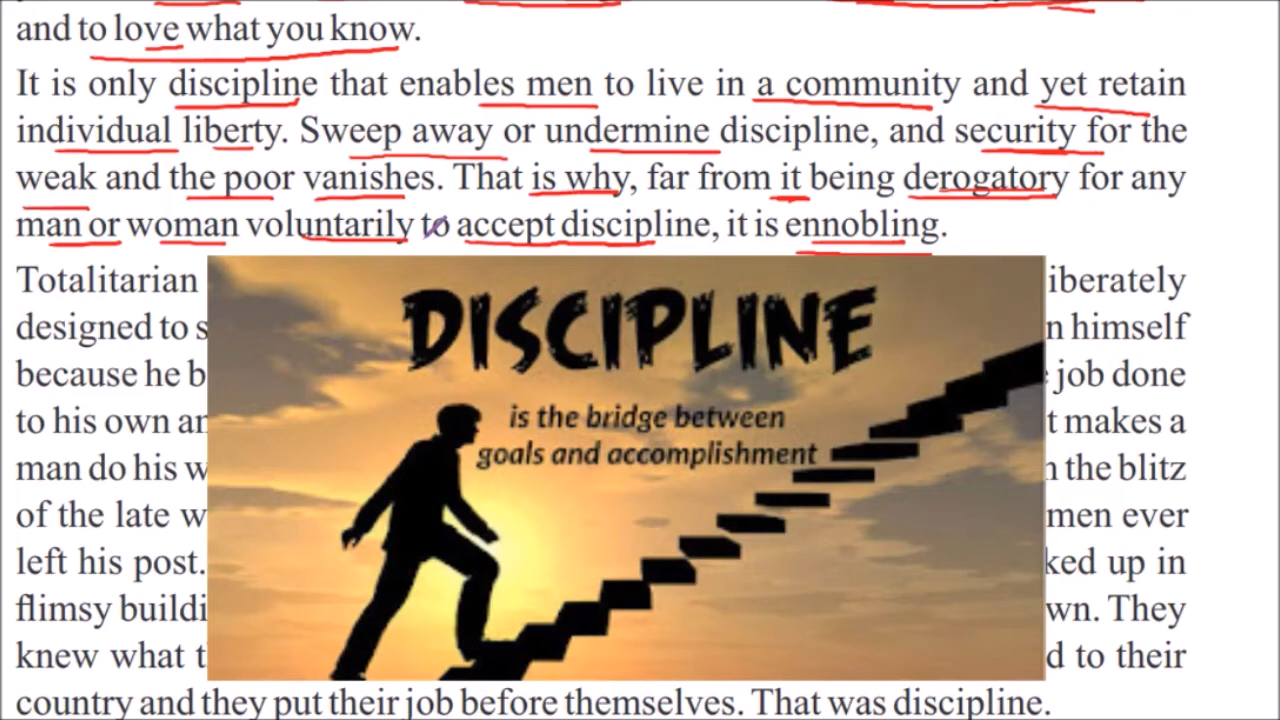 and to love what you know.
It is only discipline that enables men to live in a community and yet retain
individual liberty. Sweep away or undermine discipline, and security for the
weak and the poor vanishes. That is why, far from it being derogatory for any
man or woman voluntarily to accept discipline, it is ennobling.
Totalitarian iberately
designed to s n himself
because he b job done
to his own an t makes a
man do his w n the blitz
of the late w men ever
left his post. ked up in
flimsy buildi wn. They
knew what t d to their
country and they put their job before themselves. That was discipline.
DISCIPLINE
is the bridge between
goals and accomplishment